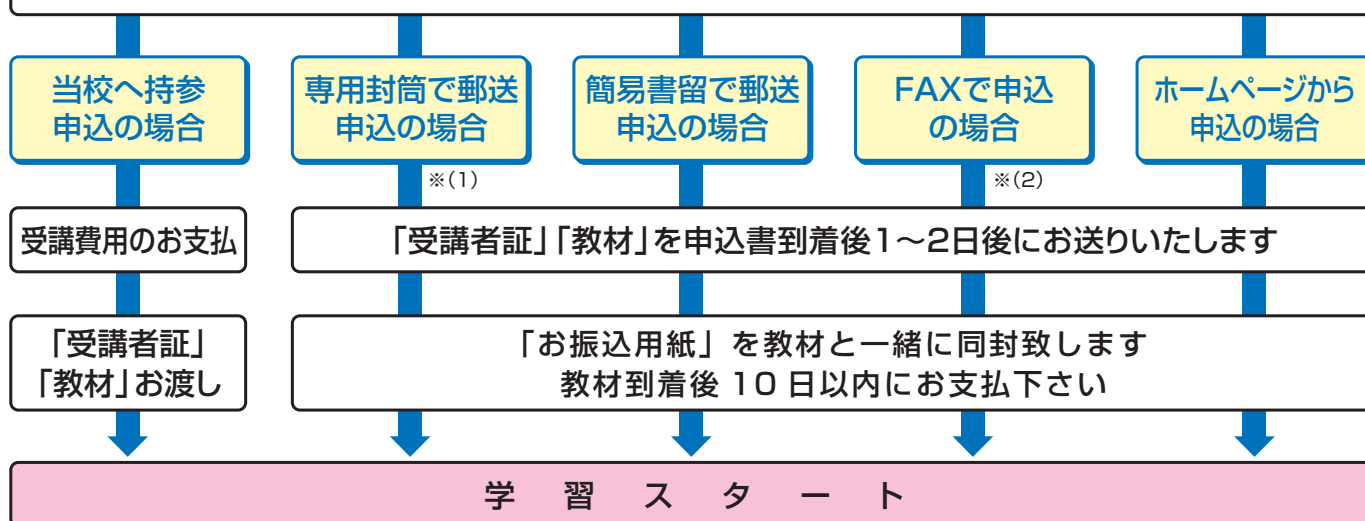 当校へ持参
申込の場合
専用封筒で郵送
申込の場合
簡易書留で郵送
申込の場合
FAXで申込
の場合
ホームページから
申込の場合
※(1)
※(2)
受講費用のお支払
「受講者証」「教材」を申込書到着後1〜2日後にお送りいたします
「受講者証」
「教材」お渡し
「お振込用紙」を教材と一緒に同封致します
教材到着後 10 日以内にお支払下さい
学 習 ス タ ー ト